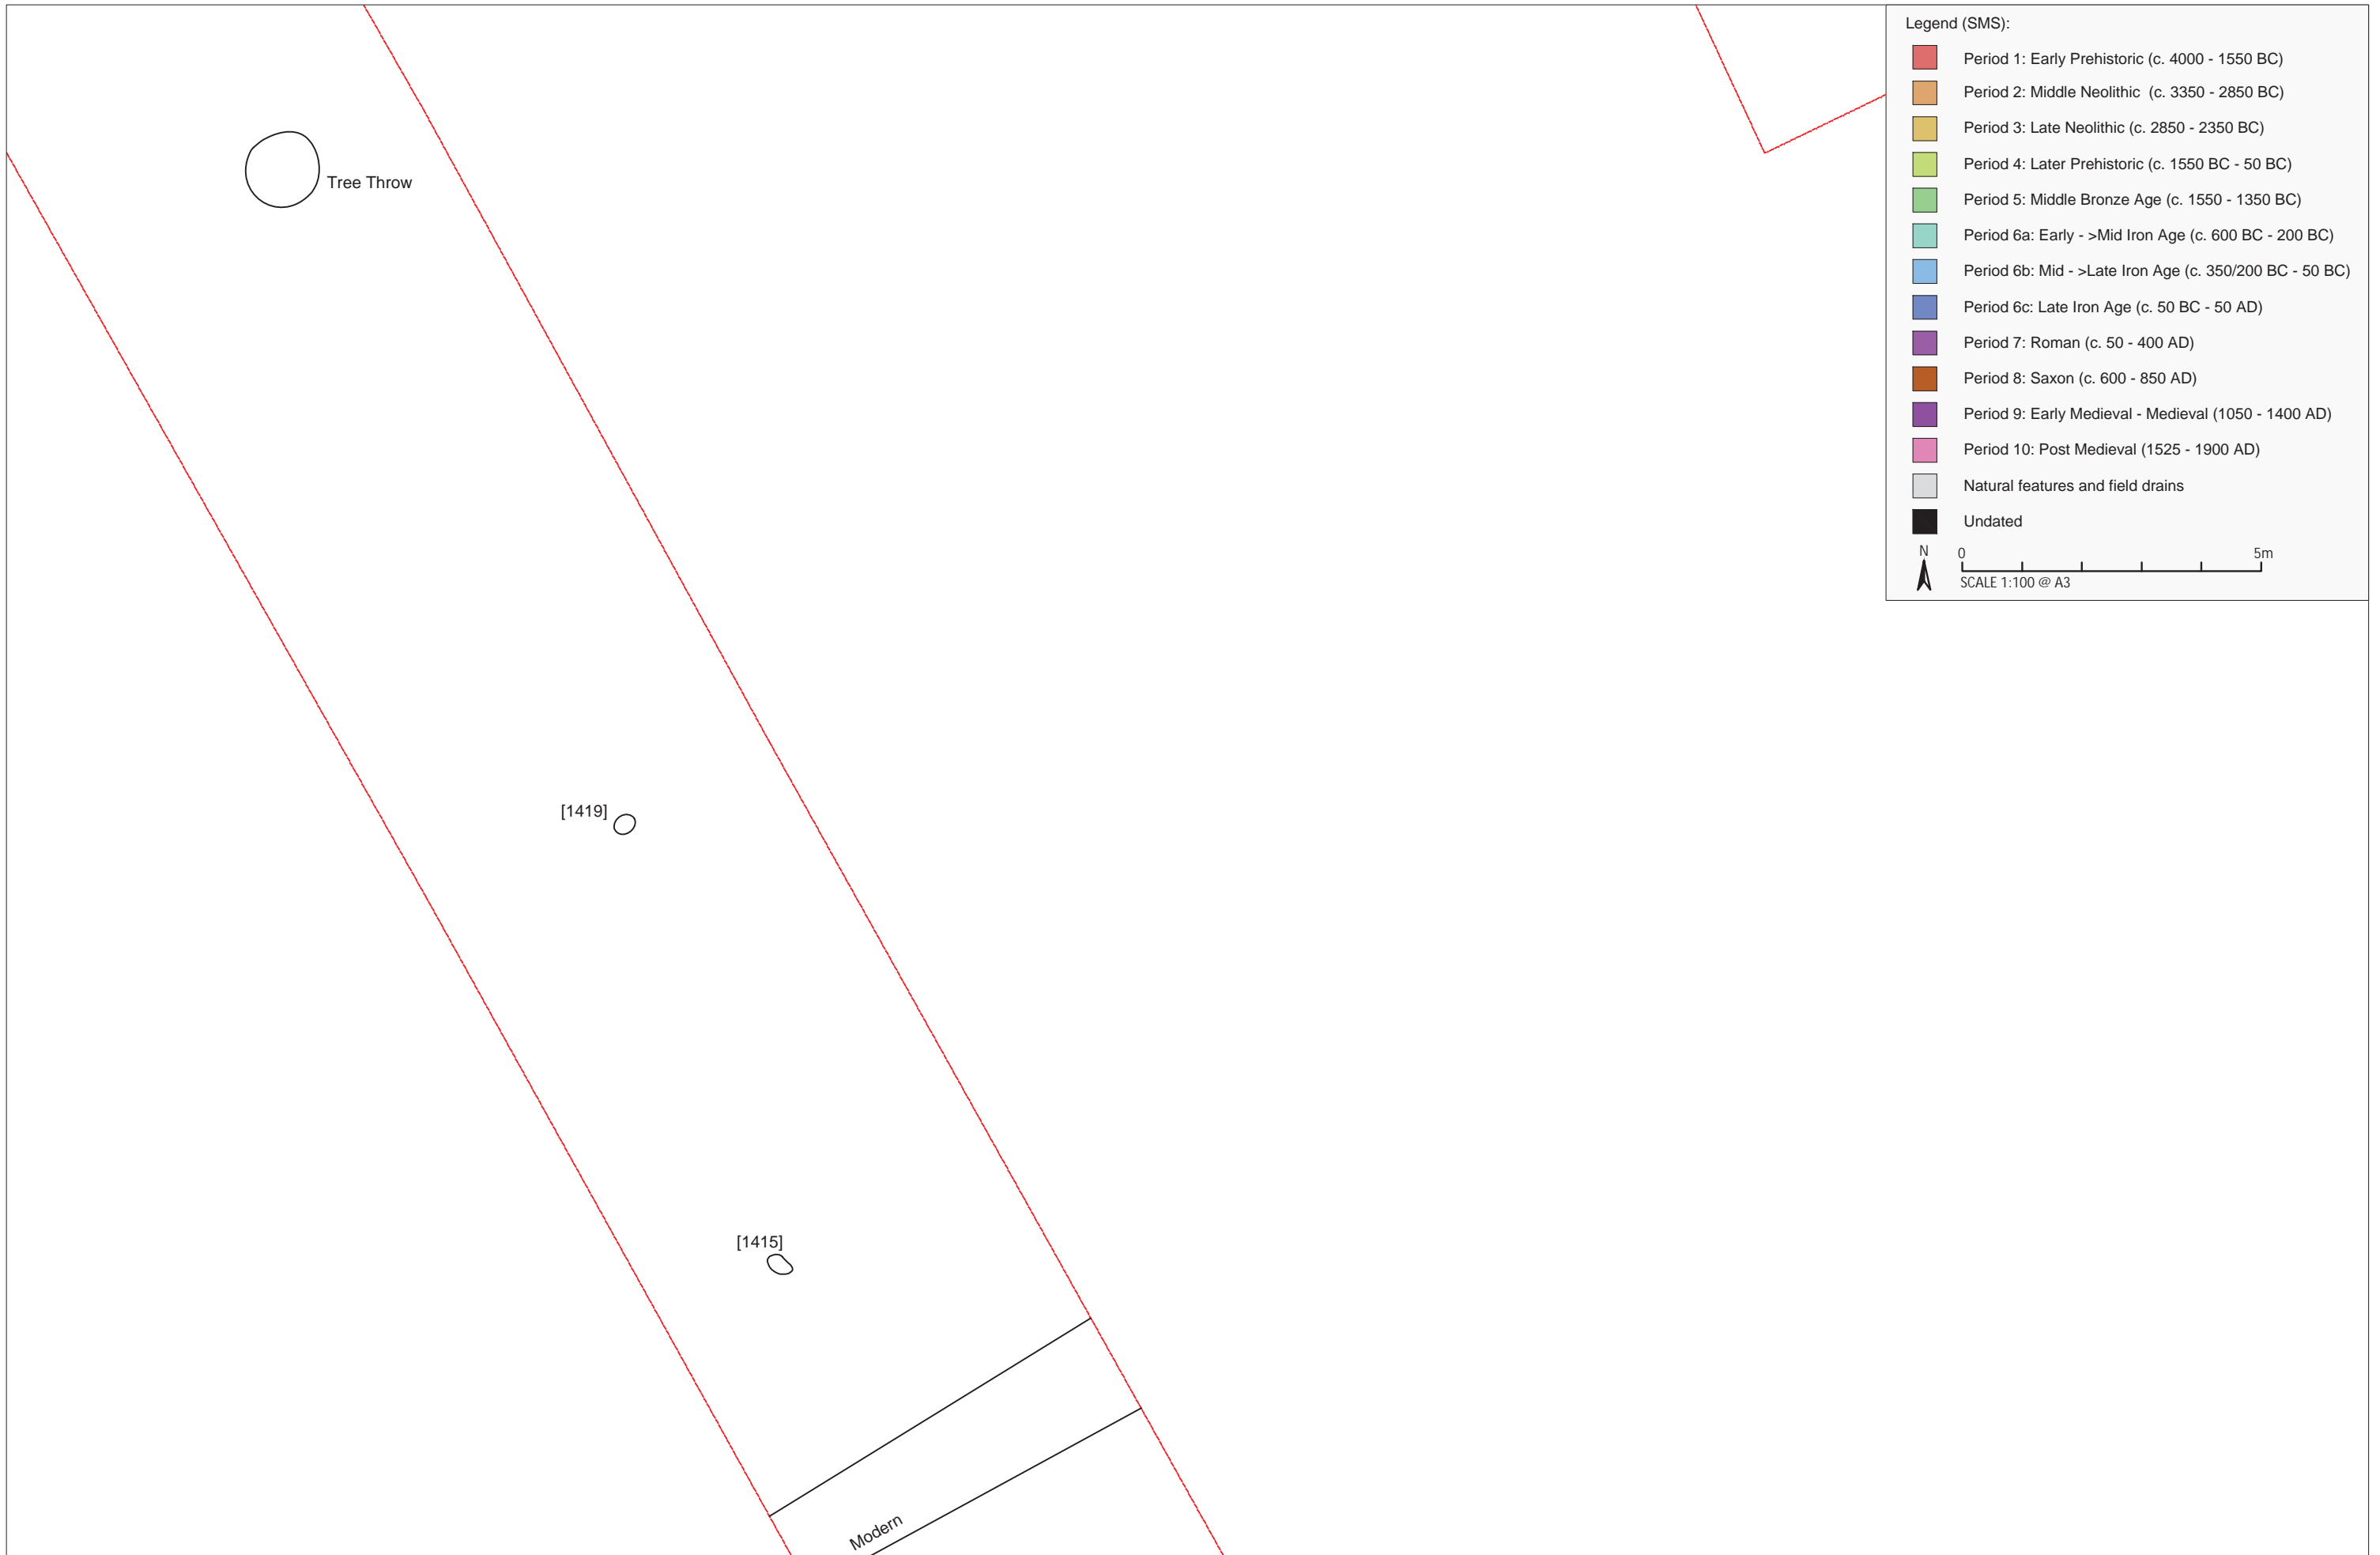 Legend (SMS):
Period 1: Early Prehistoric (c. 4000 - 1550 BC)
Period 2: Middle Neolithic  (c. 3350 - 2850 BC)
Period 3: Late Neolithic (c. 2850 - 2350 BC)
Period 4: Later Prehistoric (c. 1550 BC - 50 BC)
Period 5: Middle Bronze Age (c. 1550 - 1350 BC)
Period 6a: Early - >Mid Iron Age (c. 600 BC - 200 BC)
Period 6b: Mid - >Late Iron Age (c. 350/200 BC - 50 BC)
Period 6c: Late Iron Age (c. 50 BC - 50 AD)
Period 7: Roman (c. 50 - 400 AD)
Period 8: Saxon (c. 600 - 850 AD)
Period 9: Early Medieval - Medieval (1050 - 1400 AD)
Period 10: Post Medieval (1525 - 1900 AD)
Natural features and field drains
Undated
N 0 5m
SCALE 1:100 @ A3
Tree Throw
[1419]
[1415]
Modern